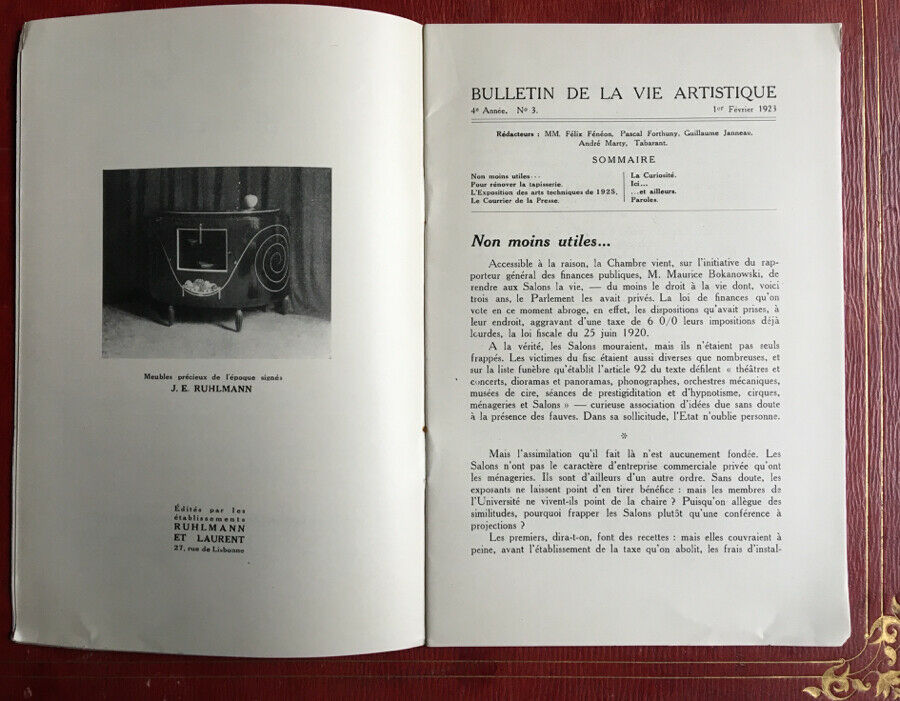 Meubles précieux de l'époque signés
J. E. RUHLMANN
Edités par les
établissements
RUHLMANN
ET LAURENT
27, rue de Lisbonne
BULLETIN DE LA VIE ARTISTIQUE
4e Année. No 3. 1er Février 1923
Rédacteurs : MM. Félix Fénéon, Pascal Forthuny, Guillaume Janneau,
André Marty, Tabarant.
SOMMAIRE
Non moins utiles...
Pour rénover la tapisserie.
L'Exposition des arts techniques de 1925.
Le Courrier de la Presse.
La Curiosité.
Ici...
...et ailleurs.
Paroles.
Non moins utiles...
Accessible à la raison, la Chambre vient, sur l'initiative du rap-
porteur général des finances publiques, M. Maurice Bokanowski, de
rendre aux Salons la vie, — du moins le droit à la vie dont, voici
trois ans, le Parlement les avait privés. La loi de finances qu'on
vote en ce moment abroge, en effet, les dispositions qu'avait prises, à
leur endroit, aggravant d'une taxe de 6 0/0 leurs impositions déjà
lourdes, la loi fiscale du 25 juin 1920.
A la vérité, les Salons mouraient, mais ils n'étaient pas seuls
frappés. Les victimes du fisc étaient aussi diverses que nombreuses, et
sur la liste funèbre qu'établit l'article 92 du texte défilent « théâtres et
concerts, dioramas et panoramas, phonographes, orchestres mécaniques,
musées de cire, séances de prestigiditation et d'hypnotisme, cirques,
ménageries et Salons » — curieuse association d'idées due sans doute
à la présence des fauves. Dans sa sollicitude, l'Etat n'oublie personne.
*
Mais l'assimilation qu'il fait là n'est aucunement fondée. Les
Salons n'ont pas le caractère d'entreprise commerciale privée qu'ont
les ménageries. Ils sont d'ailleurs d'un autre ordre. Sans doute, les
exposants ne laissent point d'en tirer bénéfice : mais les membres de
l'Université ne vivent-ils point de la chaire ? Puisqu'on allègue des
similitudes, pourquoi frapper les Salons plutôt qu'une conférence à
projections ?
Les premiers, dira-t-on, font des recettes : mais elles couvraient à
peine, avant l'établissement de la taxe qu'on abolit, les frais d'instal-